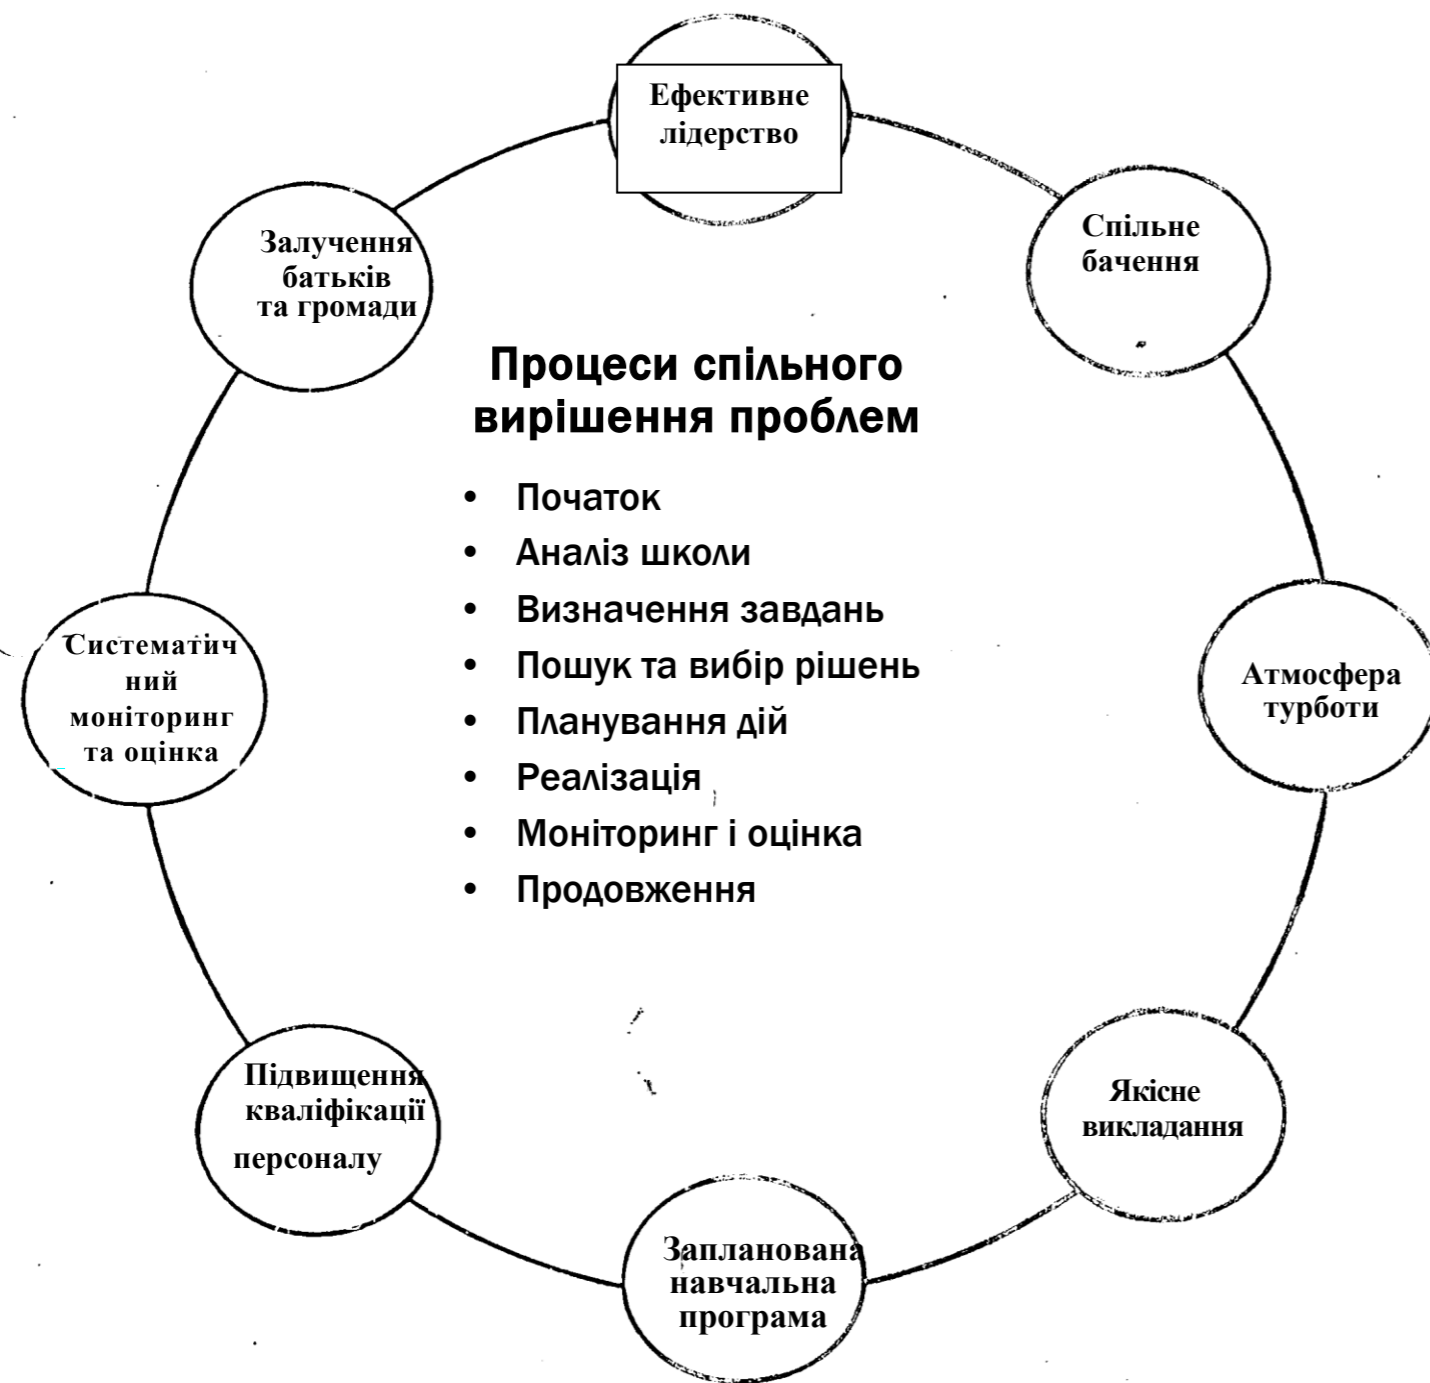 Ефективне
лідерство
Спільне
бачення
Залучення
батьків
та громади
Процеси спільного
вирішення проблем
• Початок
• Аналіз школи
• Визначення завдань
• Пошук та вибір рішень
• Планування дій
• Реалізація
• Моніторинг і оцінка
• Продовження
Атмосфера
турботи
Систематич
ний
моніторинг
та оцінка
Якісне
викладання
Підвищення
кваліфікації
персоналу
Запланована
навчальна
програма